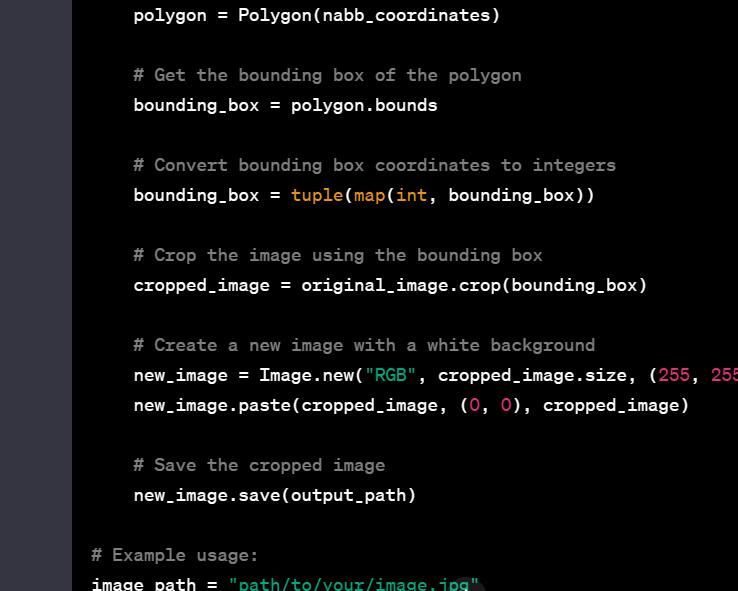 polygon = Polygon(nabb_coordinates)
# Get the bounding box of the polygon
bounding_box = polygon.bounds
# Convert bounding box coordinates to integers
bounding_box = tuple(map(int, bounding_box))
# Crop the image using the bounding box
cropped_image = original_image.crop(bounding_box)
# Create a new image with a white background
new_image = Image.new("RGB", cropped_image.size, (255, 255
new_image.paste(cropped_image, (0, 0), cropped_image)
# Save the cropped image
new_image.save(output_path)
# Example usage:
image_path = "path/to/your/image.jpg"